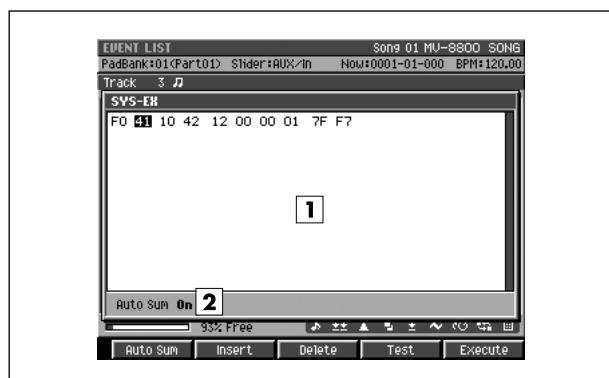 EVENT LIST Song 01 MV-8800 SONG
PadBank:01(Part01) Slider:AUX/In Now:0001-01-000 BPM:120.00
Track 3
SYS-EX
F0 41 10 42 12 00 00 01 7F F7
1
Auto Sum On 2
93% Free
Auto Sum Insert Delete Test Execute